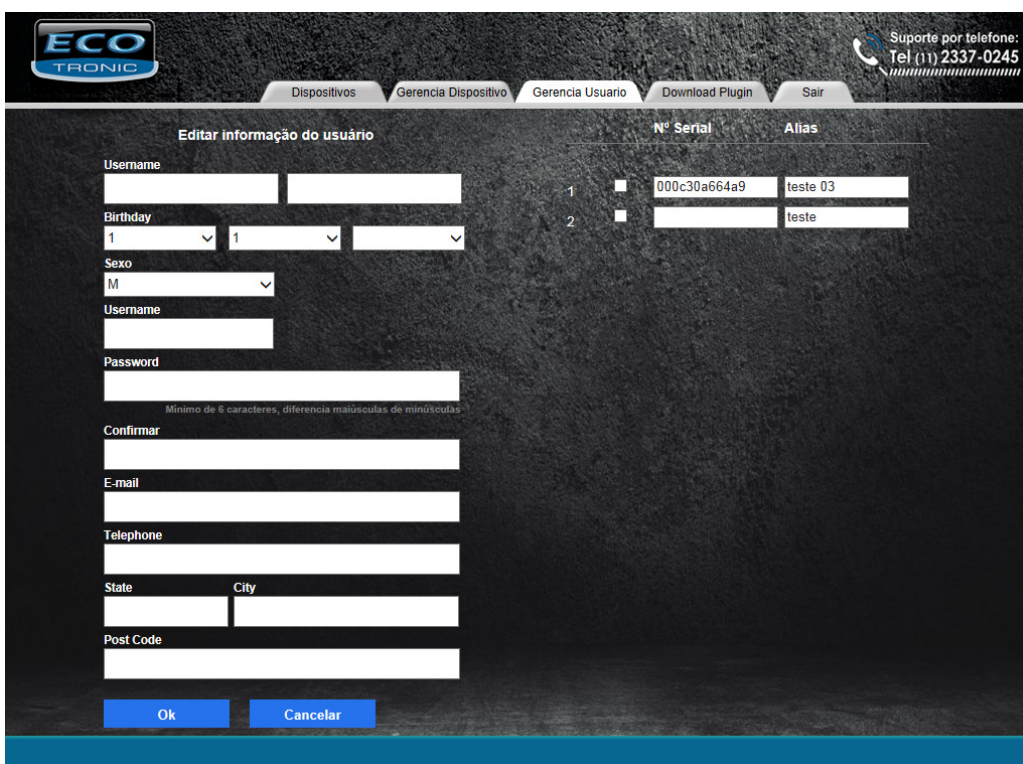 ECO
TRONIC
Suporte por telefone:
Tel (11) 2337-0245
Dispositivos Gerencia Dispositivo Gerencia Usuario Download Plugin Sair
Editar informação do usuário
Username
Birthday
1 1
Sexo
M
Username
Password
Minimo de 6 caracteres, diferencia maiúsculas de minúsculas
Confirmar
E-mail
Telephone
State City
Post Code
Ok Cancelar
Nº Serial Alias
1 000c30a664a9 teste 03
2 teste